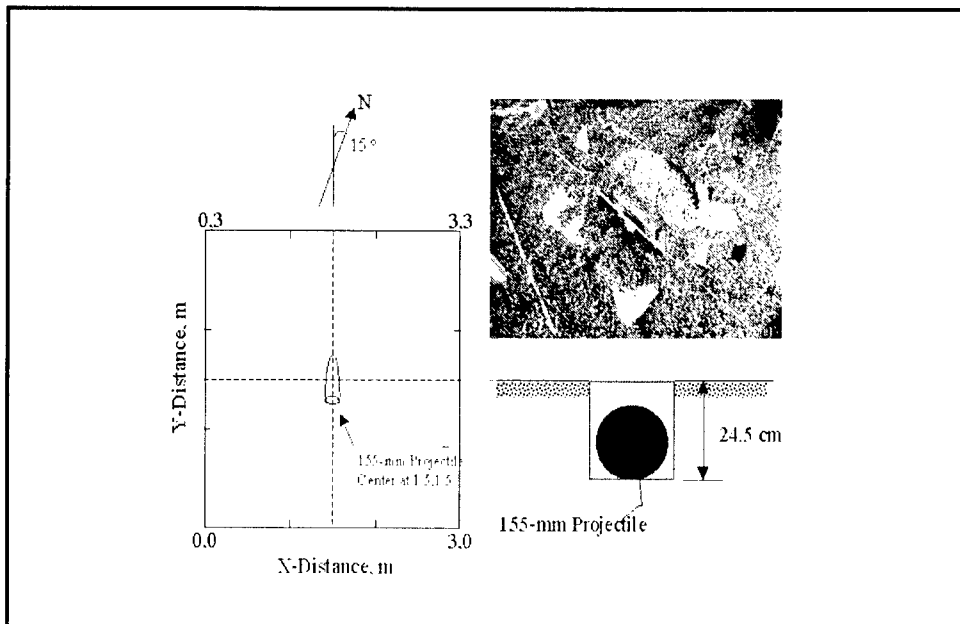 N
15 °
0.3
3.3
Y-Distance, m
155-mm Projectile
Center at 1.5,1.5
0.0
3.0
X-Distance, m
24.5 cm
155-mm Projectile